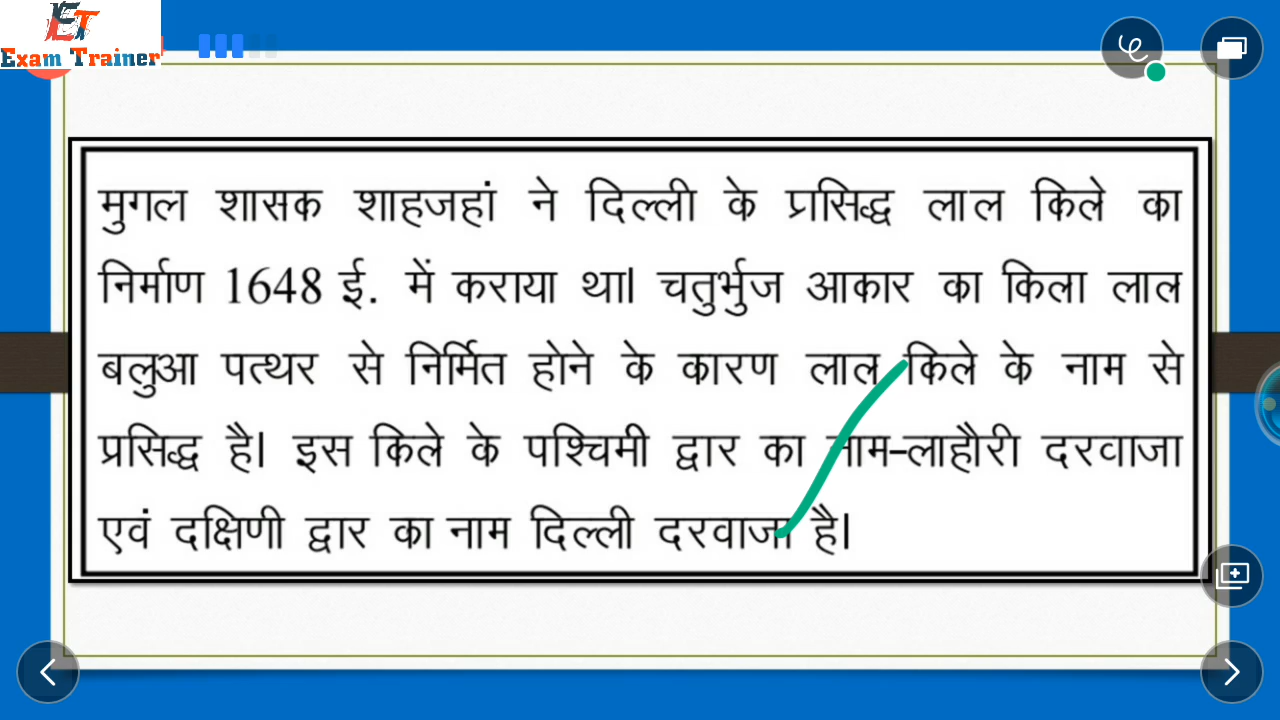 ET
Exam Trainer
मुगल शासक शाहजहां ने दिल्ली के प्रसिद्ध लाल किले का
निर्माण 1648 ई. में कराया था। चतुर्भुज आकार का किला लाल
बलुआ पत्थर से निर्मित होने के कारण लाल किले के नाम से
प्रसिद्ध है। इस किले के पश्चिमी द्वार का नाम-लाहौरी दरवाजा
एवं दक्षिणी द्वार का नाम दिल्ली दरवाजा है।